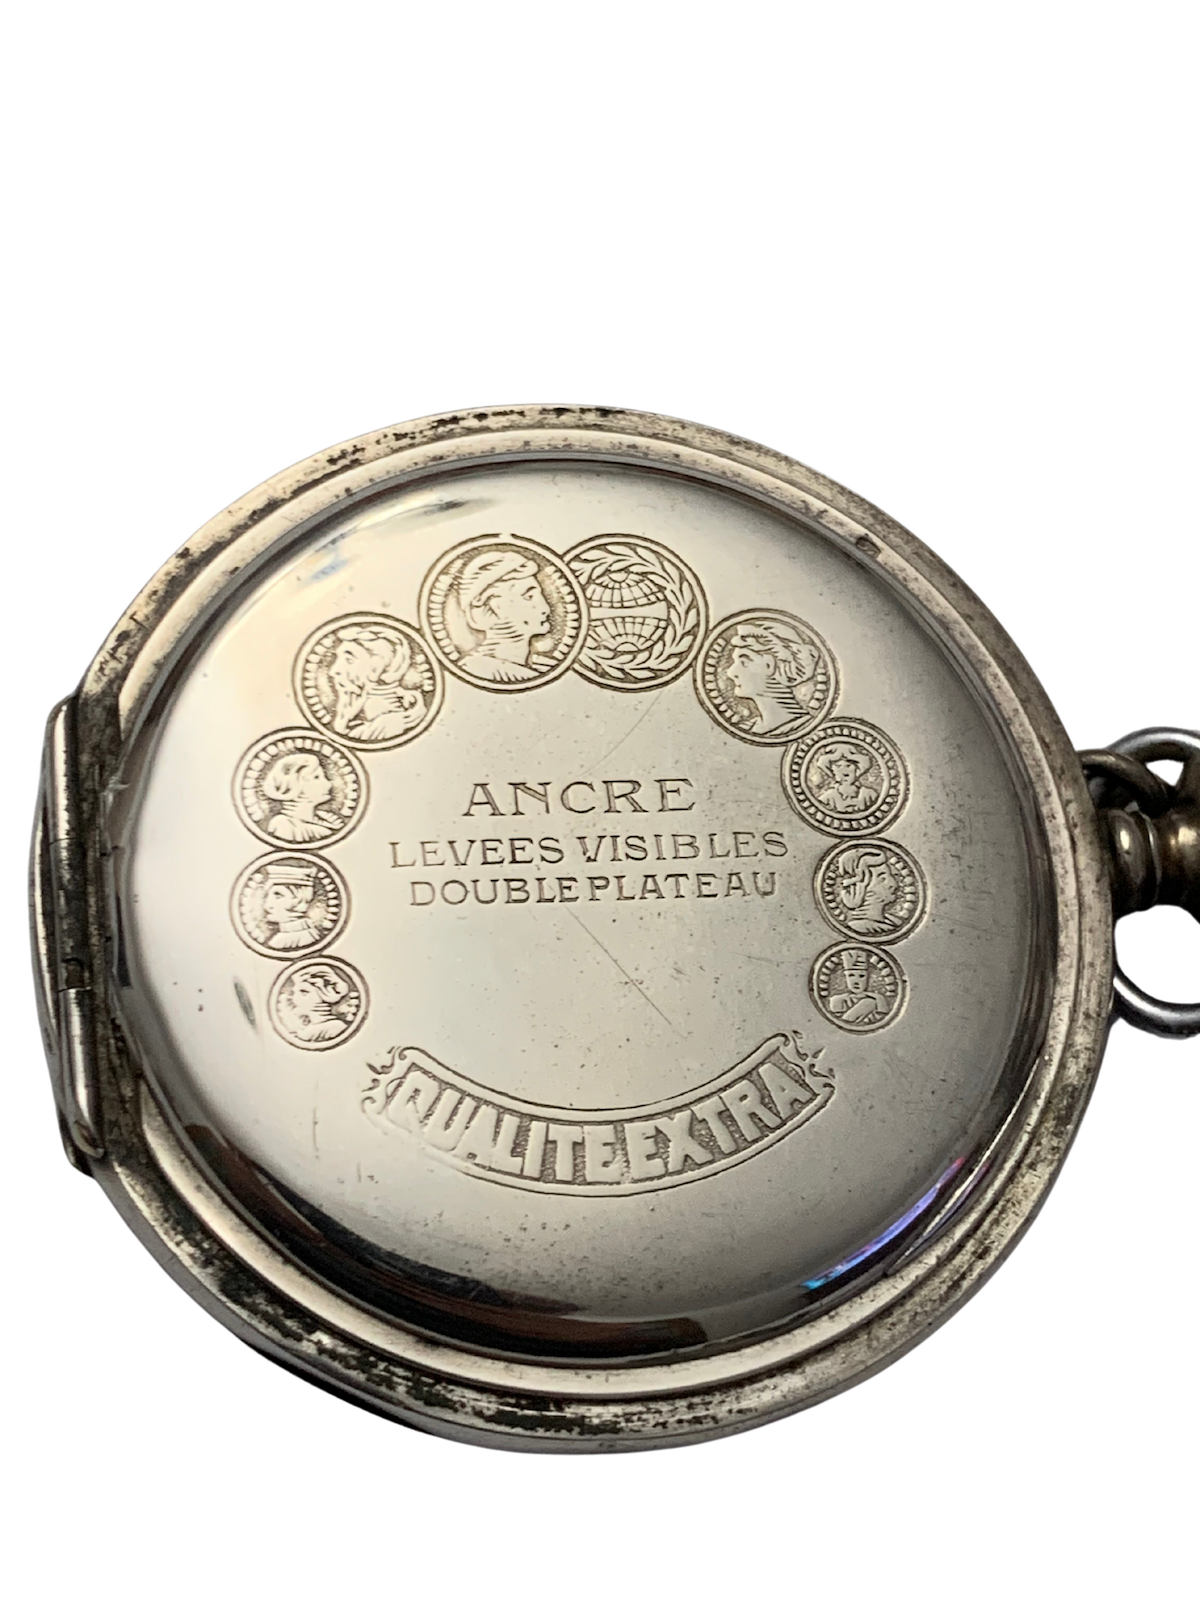 ANCRE
LEVEES VISIBLES
DOUBLE PLATEAU
QUALITE EXTRA